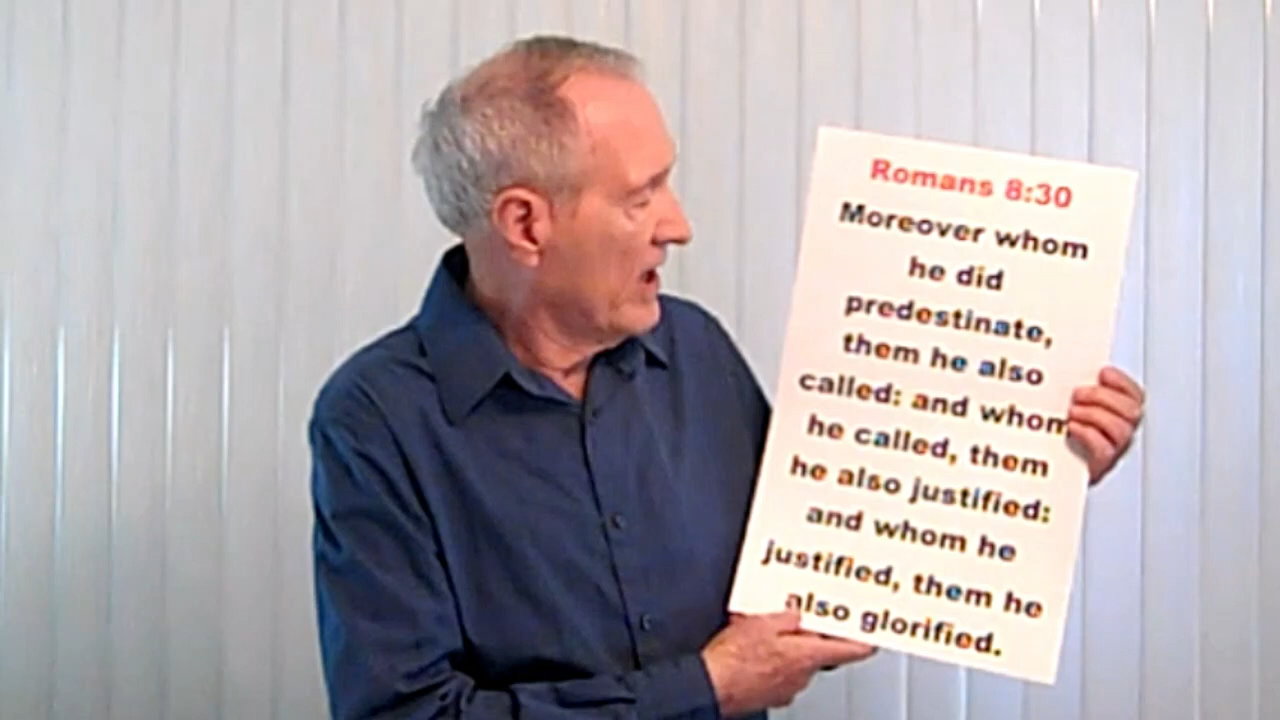 Romans 8:30
Moreover whom
he did
predestinate,
them he also
called: and whom
he called, them
he also justified:
and whom he
justified, them he
also glorified.